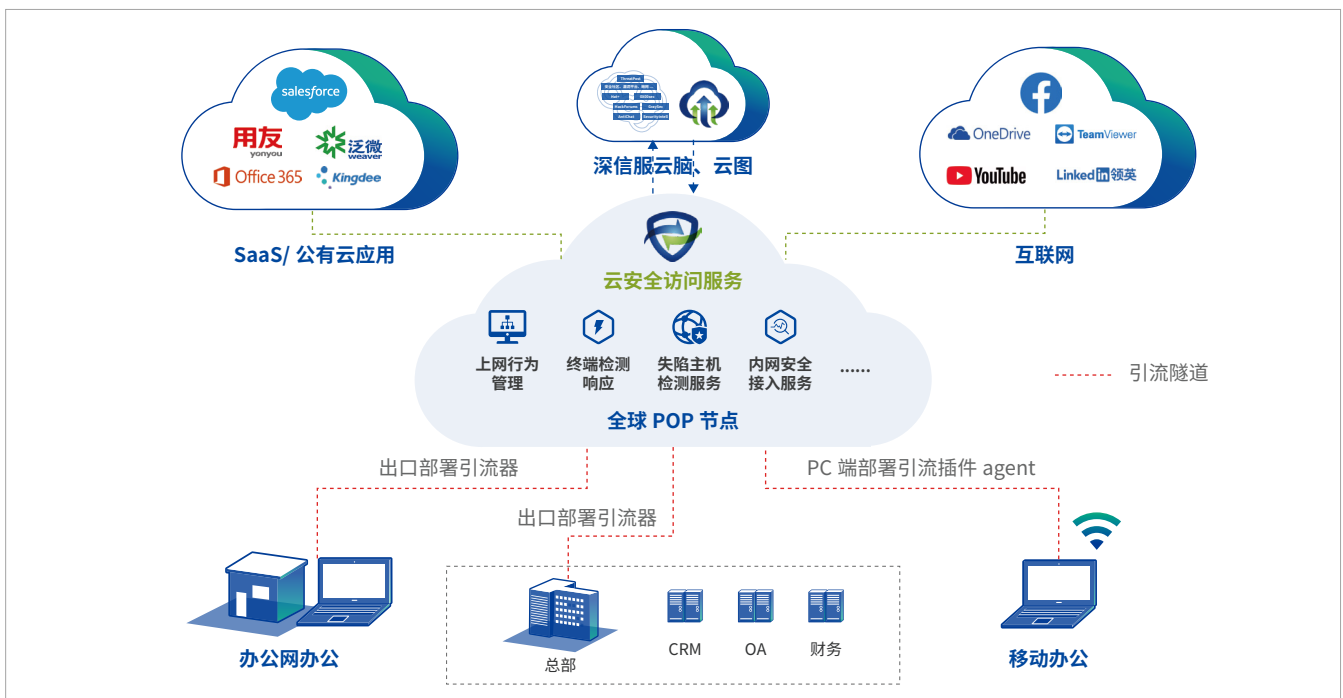 salesforce
用友
yonyou
泛微
weaver
Office 365
Kingdee
SaaS/ 公有云应用
ThreatPost
HackForums
AntiChat
深信服云脑、云图
OneDrive
TeamViewer
YouTube
Linked in 领英
互联网
云安全访问服务
上网行为
管理
终端检测
响应
失陷主机
检测服务
内网安全
接入服务
......
全球 POP 节点
引流隧道
出口部署引流器
出口部署引流器
PC 端部署引流插件 agent
办公网办公
总部
CRM
OA
财务
移动办公